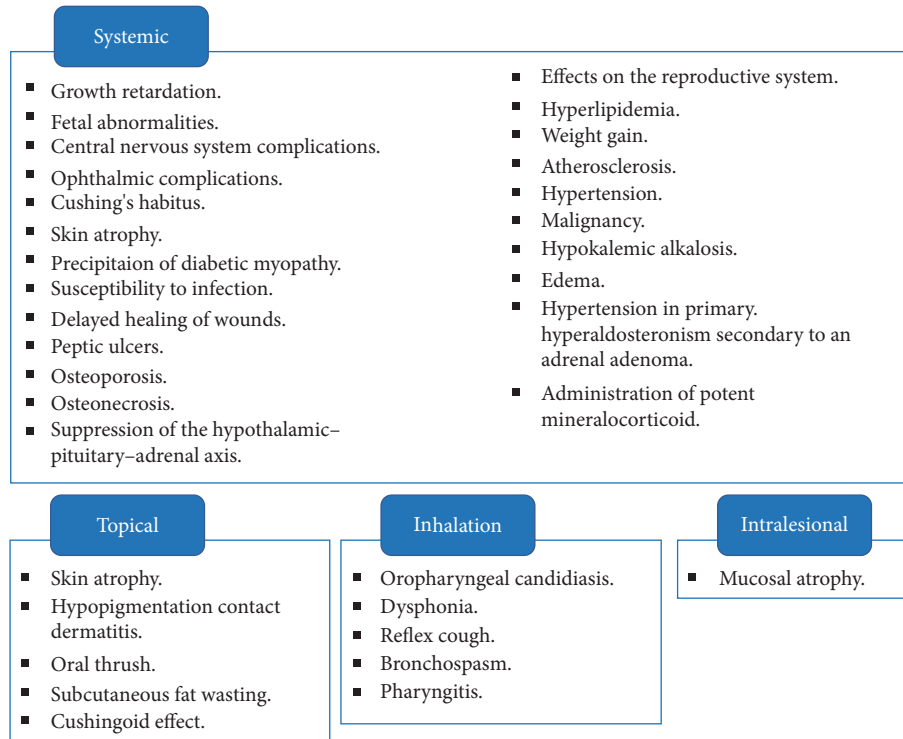 Systemic
Growth retardation.
Fetal abnormalities.
Central nervous system complications.
Ophthalmic complications.
Cushing's habitus.
Skin atrophy.
Precipitaion of diabetic myopathy.
Susceptibility to infection.
Delayed healing of wounds.
Peptic ulcers.
Osteoporosis.
Osteonecrosis.
Suppression of the hypothalamic–
pituitary–adrenal axis.
Effects on the reproductive system.
Hyperlipidemia.
Weight gain.
Atherosclerosis.
Hypertension.
Malignancy.
Hypokalemic alkalosis.
Edema.
Hypertension in primary.
hyperaldosteronism secondary to an
adrenal adenoma.
Administration of potent
mineralocorticoid.
Topical
Skin atrophy.
Hypopigmentation contact
dermatitis.
Oral thrush.
Subcutaneous fat wasting.
Cushingoid effect.
Inhalation
Oropharyngeal candidiasis.
Dysphonia.
Reflex cough.
Bronchospasm.
Pharyngitis.
Intralesional
Mucosal atrophy.